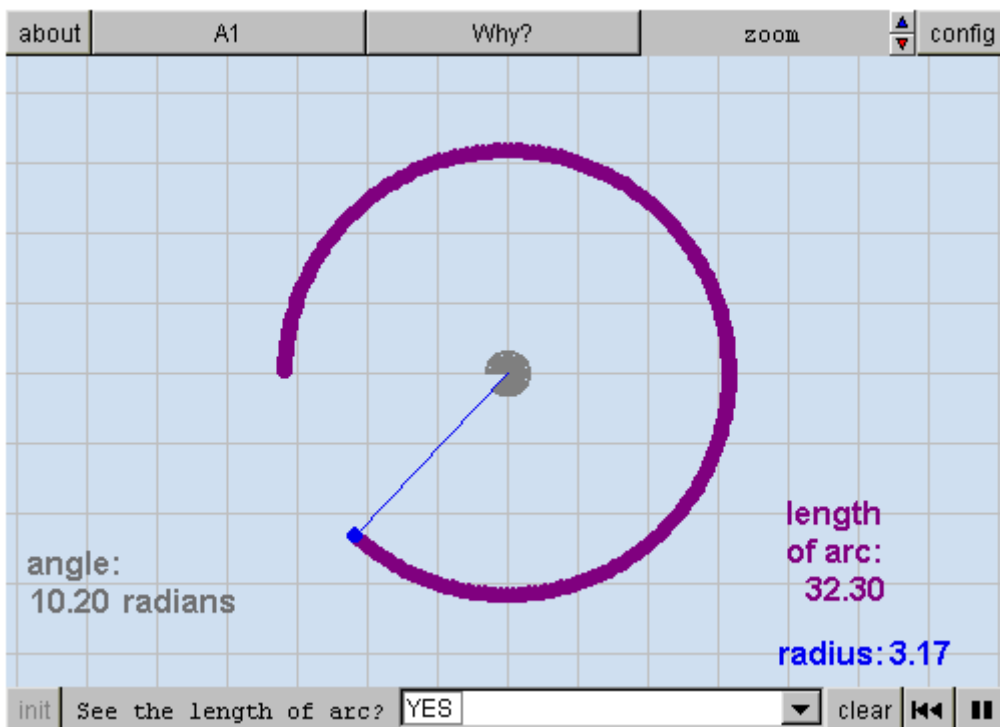 about A1 Why? zoom config
length
of arc:
32.30
angle:
10.20 radians
radius: 3.17
init See the length of arc? YES clear